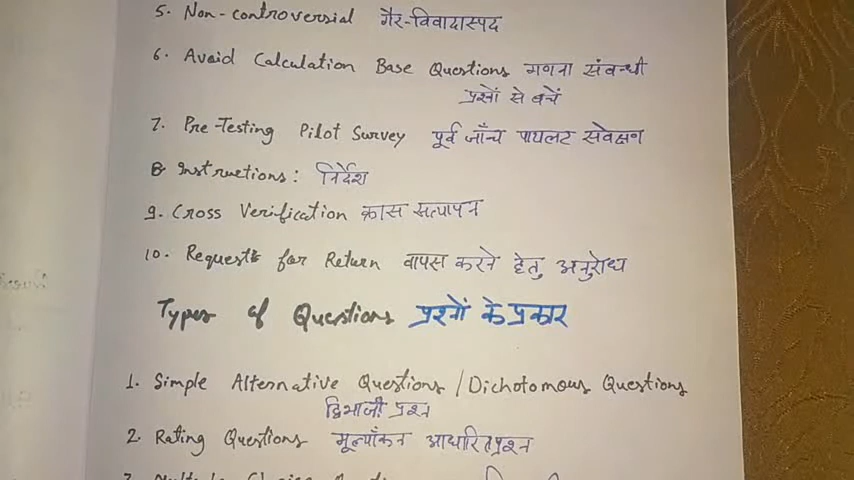 5. Non-controversial गैर-विवादास्पद
6. Avoid Calculation Base Questions गणना संबन्धी
प्रश्नों से बचें
7. Pre-Testing Pilot Survey पूर्व जाँच पायलट सर्वेक्षण
8 Instructions: निर्देश
9. Cross Verification क्रास सत्यापन
10. Request for Return वापस करने हेतु अनुरोध
Types of Questions प्रश्नों के प्रकार
1. Simple Alternative Questions / Dichotomous Questions
द्विभाजी प्रश्न
2. Rating Questions मूल्यांकन आधारित प्रश्न